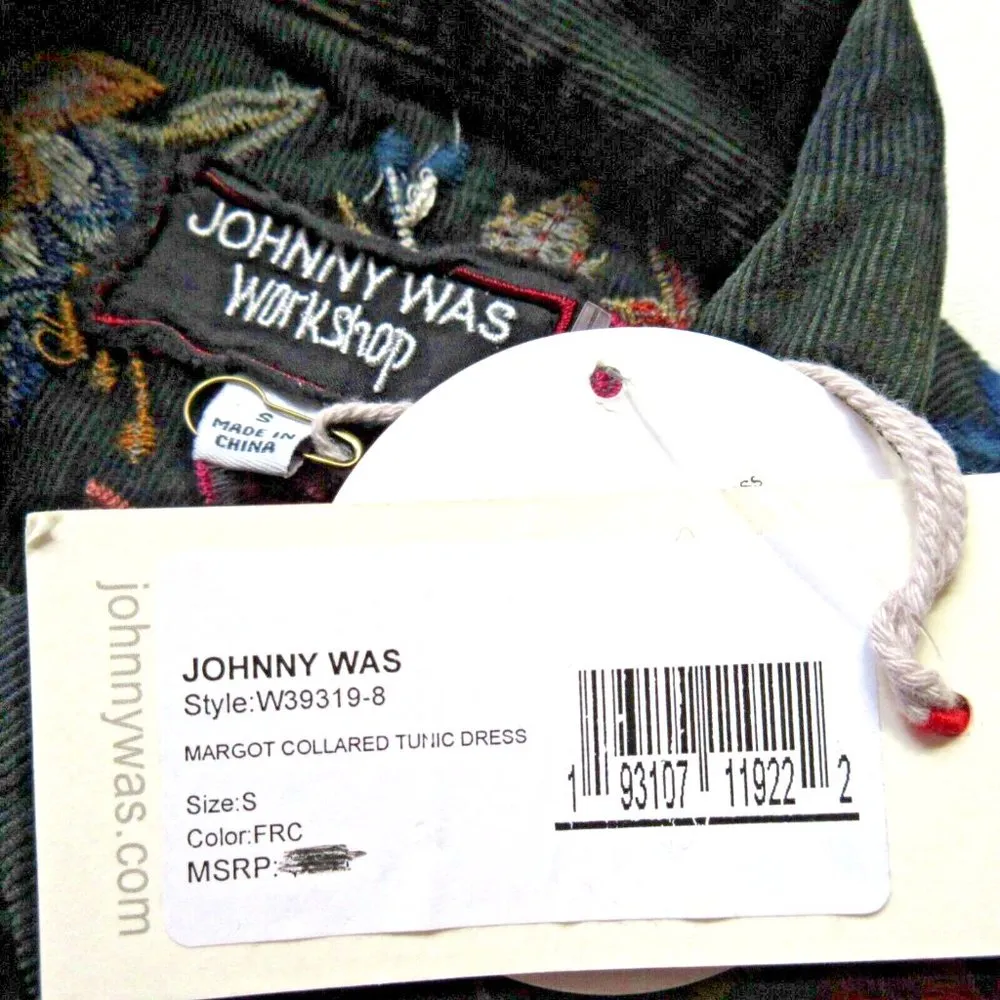 JOHNNY WAS
Workshop
S
MADE IN
CHINA
johnnywas.com
JOHNNY WAS
Style:W39319-8
MARGOT COLLARED TUNIC DRESS
Size:S
Color:FRC
MSRP:
1 93107 11922 2